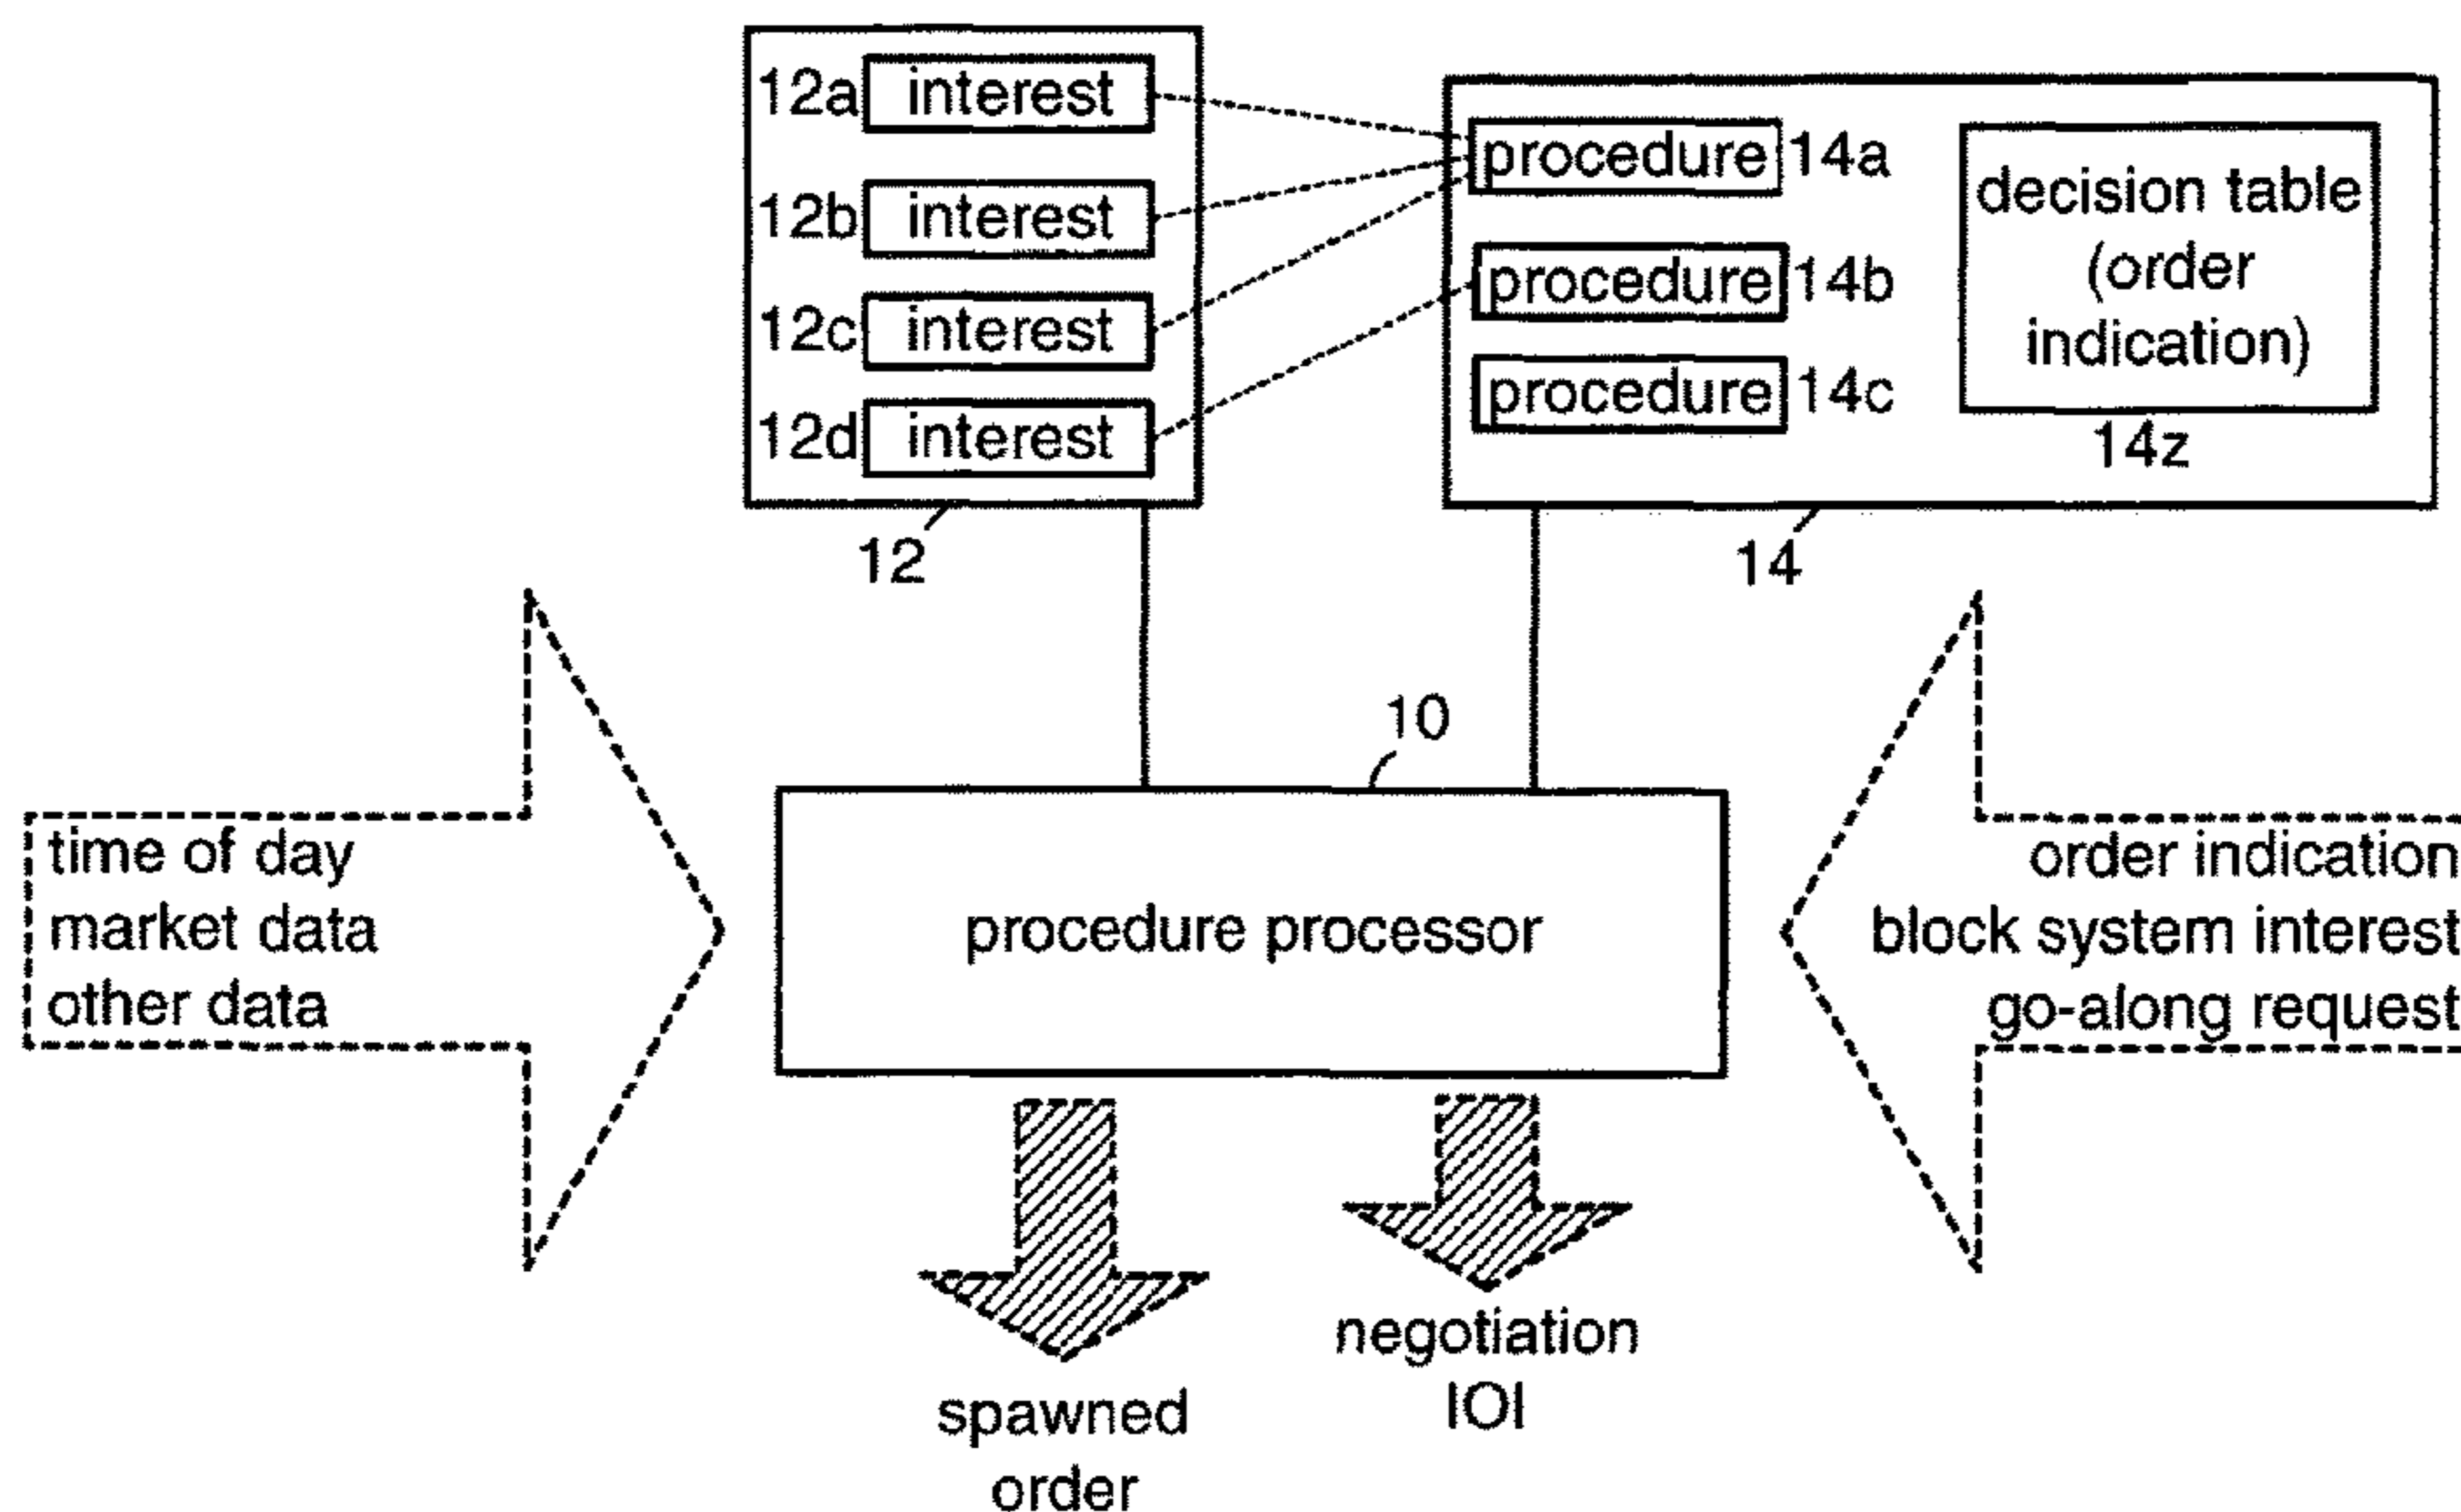 12a interest
12b interest
12c interest
12d interest
12
procedure 14a
procedure 14b
procedure 14c
decision table
(order
indication)
14z
14
10
time of day
market data
other data
procedure processor
order indication
block system interest
go-along request
spawned
order
negotiation
IOI